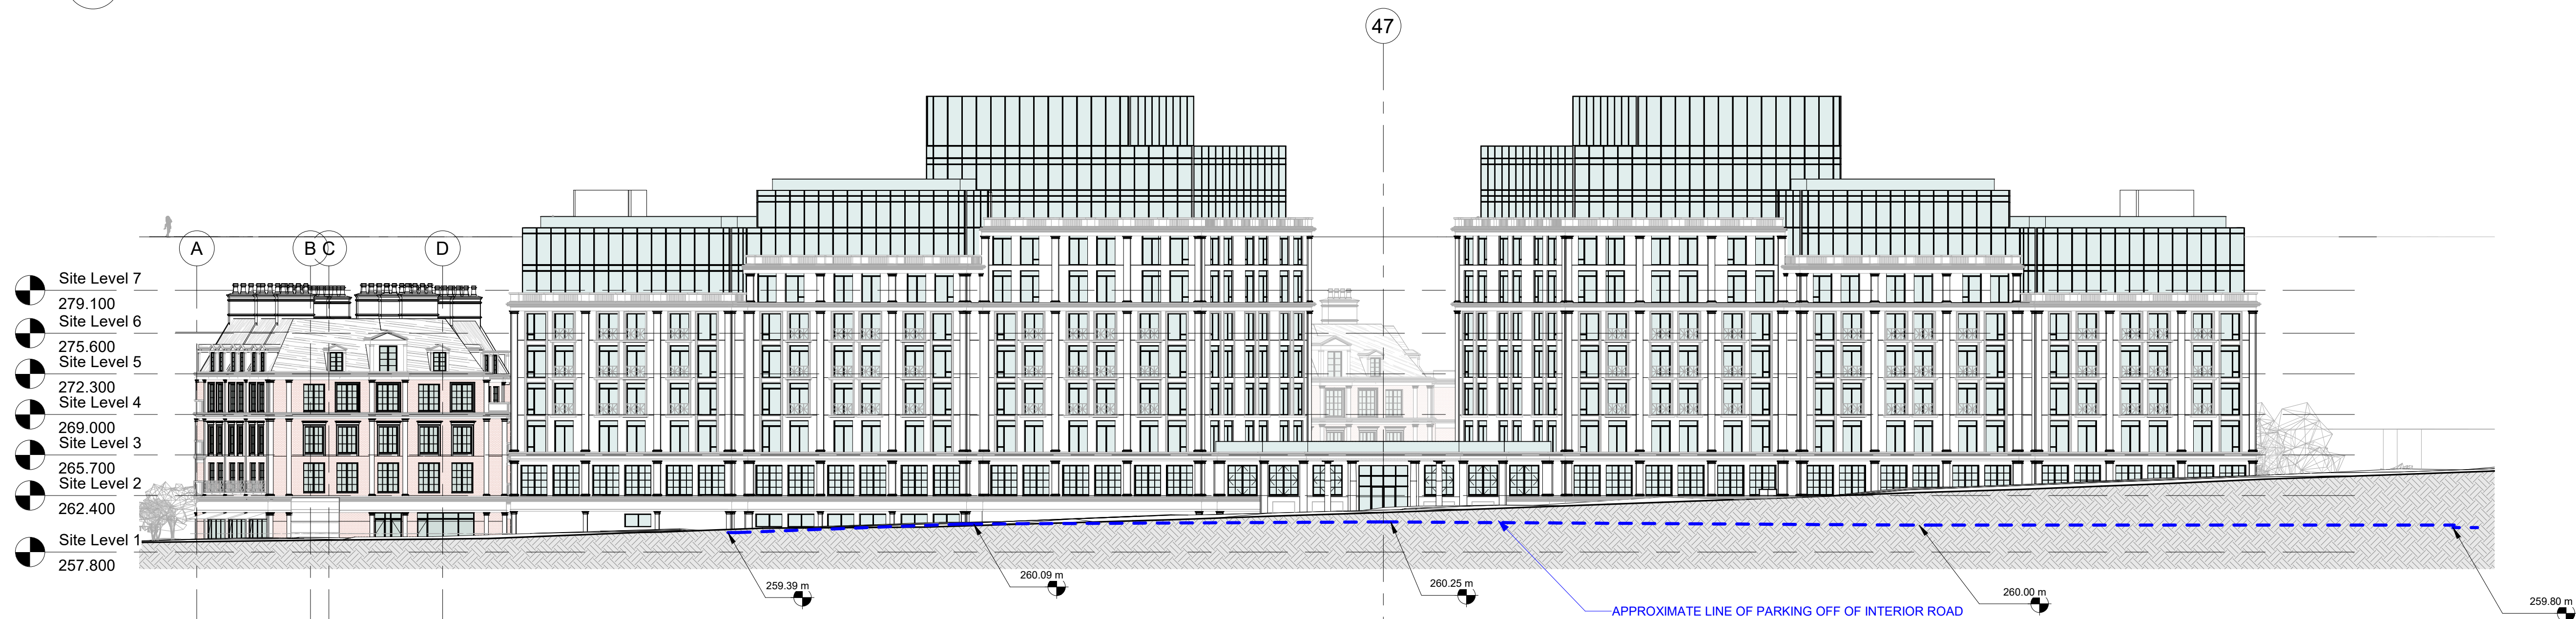 47
A
B
C
D
Site Level 7
279.100
Site Level 6
275.600
Site Level 5
272.300
Site Level 4
269.000
Site Level 3
265.700
Site Level 2
262.400
Site Level 1
257.800
259.39 m
260.09 m
260.25 m
260.00 m
259.80 m
APPROXIMATE LINE OF PARKING OFF OF INTERIOR ROAD